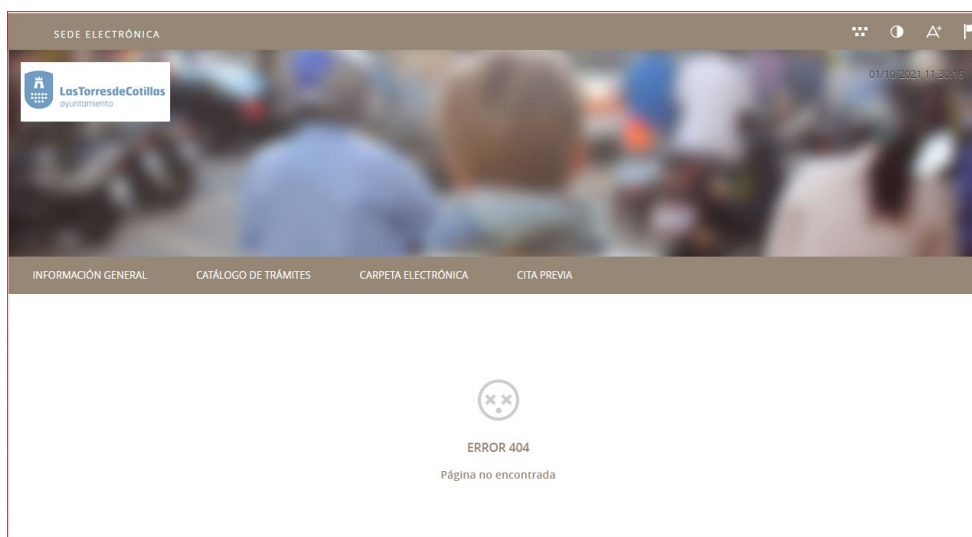 SEDE ELECTRÓNICA
LasTorresdeCotillas
ayuntamiento
01/10/2021 11:30:16
INFORMACIÓN GENERAL
CATÁLOGO DE TRÁMITES
CARPETA ELECTRÓNICA
CITA PREVIA
ERROR 404
Página no encontrada